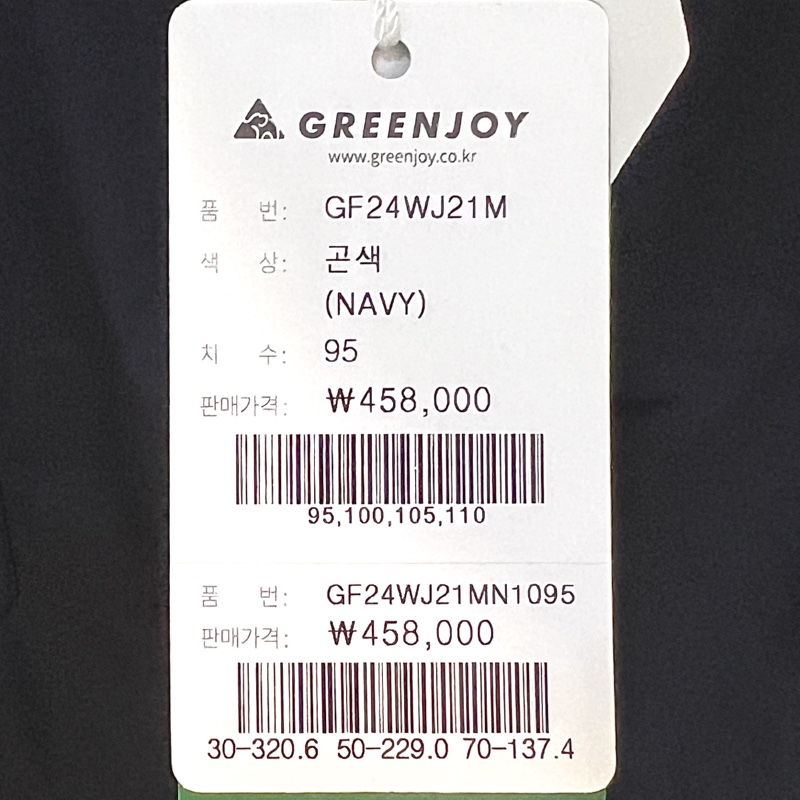 GREENJOY
www.greenjoy.co.kr
품 번: GF24WJ21M
색 상: 곤색
(NAVY)
치 수: 95
판매가격: ₩458,000
95,100,105,110
품 번: GF24WJ21MN1095
판매가격: ₩458,000
30-320.6 50-229.0 70-137.4